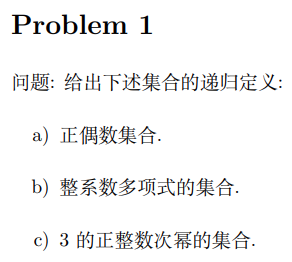 Problem 1
问题: 给出下述集合的递归定义:
a) 正偶数集合.
b) 整系数多项式的集合.
c) 3 的正整数次幂的集合.